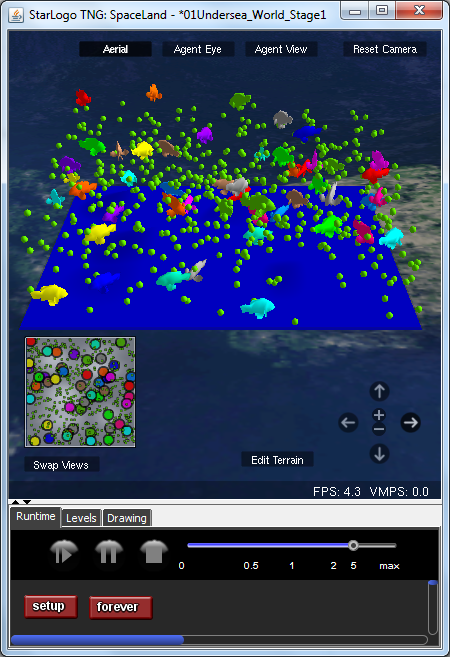 StarLogo TNG: SpaceLand - *01Undersea_World_Stage1
Aerial Agent Eye Agent View Reset Camera
Swap Views
Edit Terrain
FPS: 4.3 VMPS: 0.0
Runtime Levels Drawing
0 0.5 1 2 5 max
setup forever